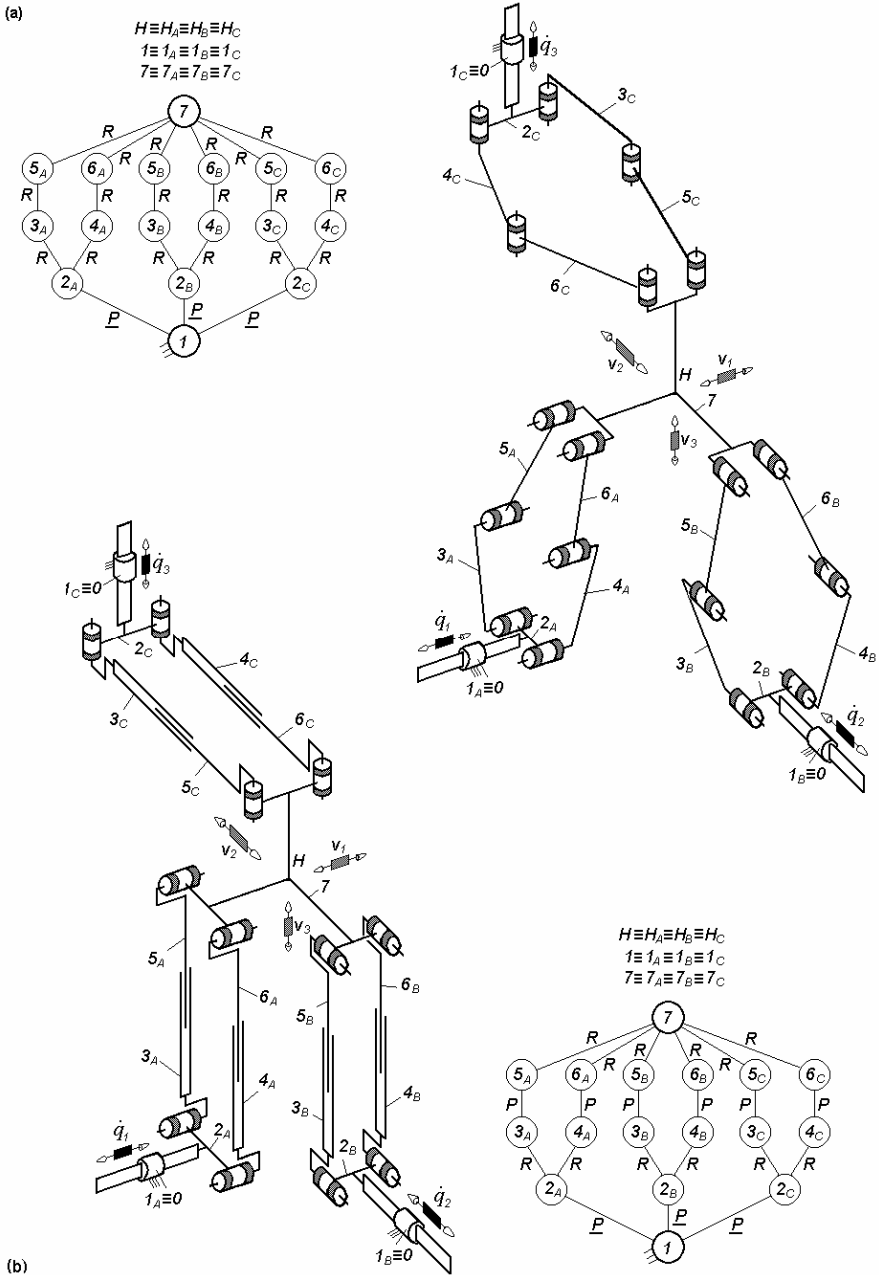 (a)
H≡H_A≡H_B≡H_C
1≡1_A≡1_B≡1_C
7≡7_A≡7_B≡7_C
7
R R R R R R
5_A 6_A 5_B 6_B 5_C 6_C
R R R R R R
3_A 4_A 3_B 4_B 3_C 4_C
R R R R R R
2_A 2_B 2_C
P P P
1
q̇_3
1_C≡0
2_C
3_C
4_C
5_C
6_C
v_2
v_1
H
7
v_3
5_A
6_A
3_A
4_A
q̇_1
2_A
1_A≡0
6_B
5_B
3_B
4_B
2_B
q̇_2
1_B≡0
q̇_3
1_C≡0
2_C
4_C
3_C
6_C
5_C
v_2
v_1
H
7
v_3
5_A
6_A
3_A
4_A
q̇_1
2_A
1_A≡0
6_B
5_B
3_B
4_B
2_B
q̇_2
1_B≡0
H≡H_A≡H_B≡H_C
1≡1_A≡1_B≡1_C
7≡7_A≡7_B≡7_C
7
R R R R R R
5_A 6_A 5_B 6_B 5_C 6_C
P P P P P P
3_A 4_A 3_B 4_B 3_C 4_C
R R R R R R
2_A 2_B 2_C
P P P
1
(b)